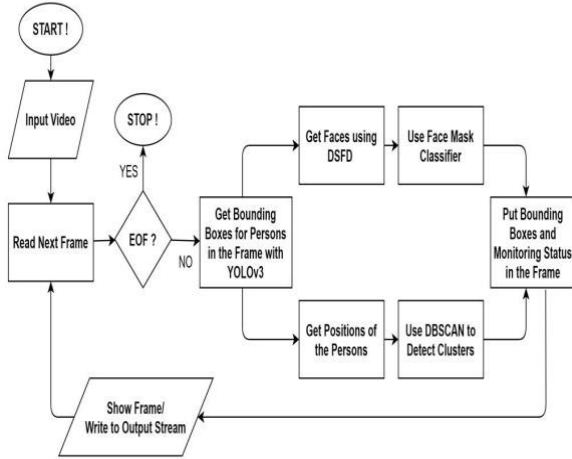 START !
Input Video
Read Next Frame
STOP !
YES
EOF ?
NO
Get Bounding
Boxes for Persons
in the Frame with
YOLOv3
Get Faces using
DSFD
Use Face Mask
Classifier
Get Positions of
the Persons
Use DBSCAN to
Detect Clusters
Put Bounding
Boxes and
Monitoring Status
in the Frame
Show Frame/
Write to Output Stream